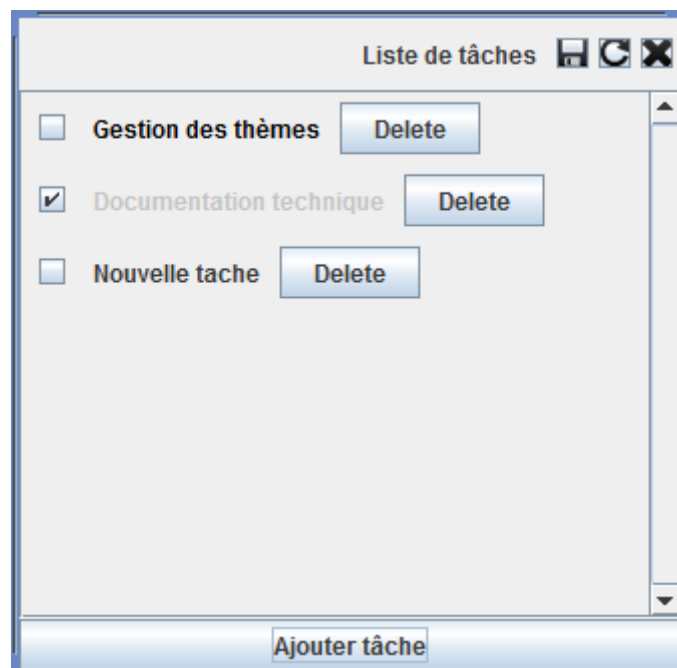 Liste de tâches
Gestion des thèmes Delete
Documentation technique Delete
Nouvelle tache Delete
Ajouter tâche